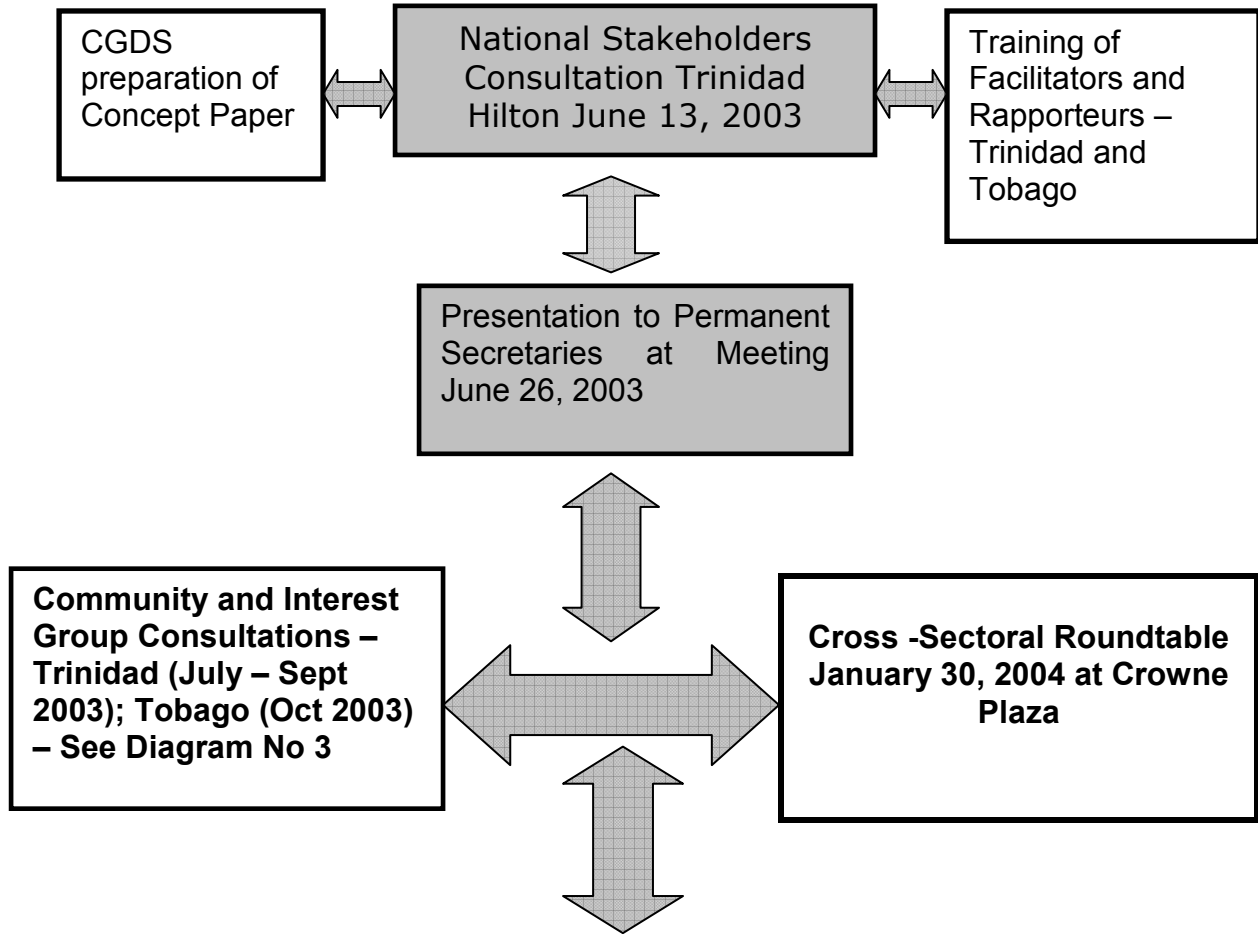 CGDS
preparation of
Concept Paper
National Stakeholders
Consultation Trinidad
Hilton June 13, 2003
Training of
Facilitators and
Rapporteurs –
Trinidad and
Tobago
Presentation to Permanent
Secretaries at Meeting
June 26, 2003
Community and Interest
Group Consultations –
Trinidad (July – Sept
2003); Tobago (Oct 2003)
– See Diagram No 3
Cross -Sectoral Roundtable
January 30, 2004 at Crowne
Plaza